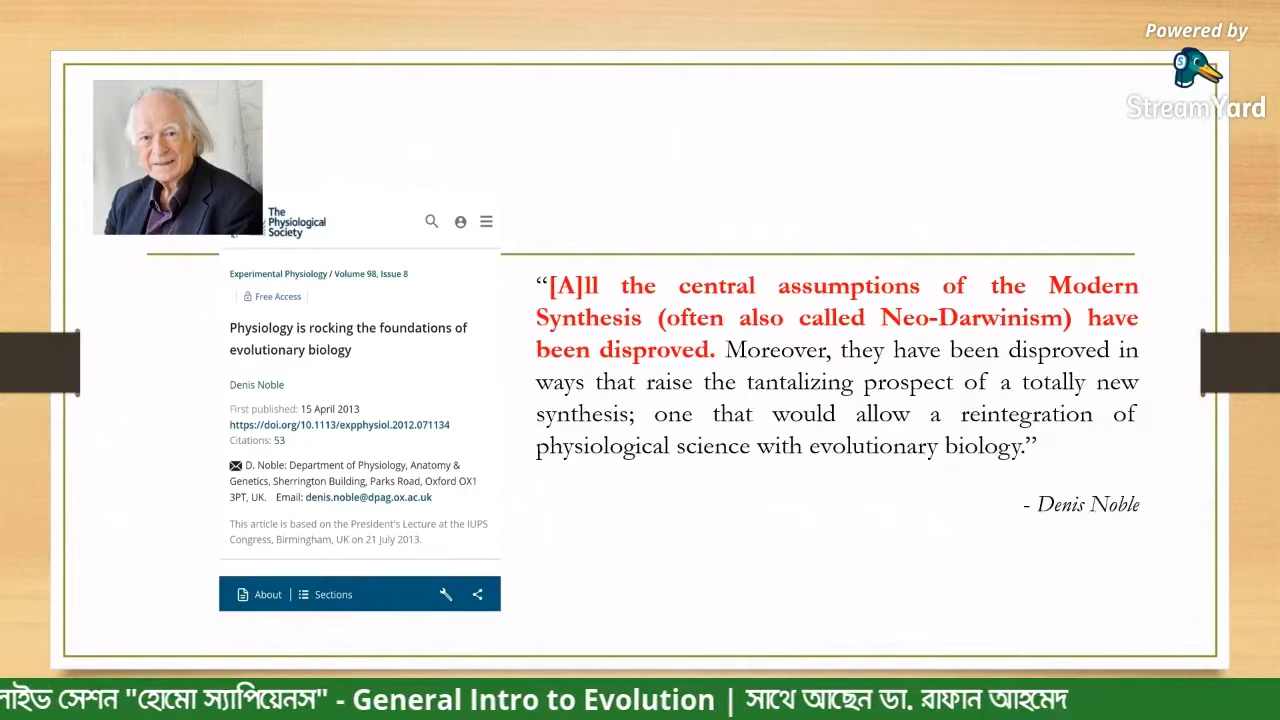 Powered by
StreamYard
The
Physiological
Society
Experimental Physiology / Volume 98, Issue 8
Free Access
Physiology is rocking the foundations of
evolutionary biology
Denis Noble
First published: 15 April 2013
https://doi.org/10.1113/expphysiol.2012.071134
Citations: 53
D. Noble: Department of Physiology, Anatomy &
Genetics, Sherrington Building, Parks Road, Oxford OX1
3PT, UK. Email: denis.noble@dpag.ox.ac.uk
This article is based on the President's Lecture at the IUPS
Congress, Birmingham, UK on 21 July 2013.
About | Sections
“[A]ll the central assumptions of the Modern
Synthesis (often also called Neo-Darwinism) have
been disproved. Moreover, they have been disproved in
ways that raise the tantalizing prospect of a totally new
synthesis; one that would allow a reintegration of
physiological science with evolutionary biology.”
- Denis Noble
লাইভ সেশন "হোমো স্যাপিয়েনস" - General Intro to Evolution | সাথে আছেন ডা. রাফান আহমেদ